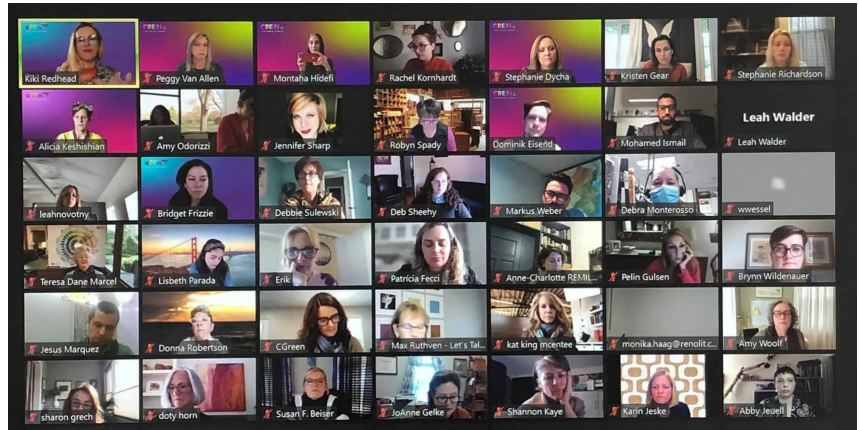 Kiki Redhead
Peggy Van Allen
Montaha Hidefi
Rachel Kornhardt
Stephanie Dycha
Kristen Gear
Stephanie Richardson
Alicia Keshishian
Amy Odorizzi
Jennifer Sharp
Robyn Spady
Dominik Eisend
Mohamed Ismail
Leah Walder
Leah Walder
leahnovotny
Bridget Frizzie
Debbie Sulewski
Deb Sheehy
Markus Weber
Debra Monterosso
wwessel
Teresa Dane Marcel
Lisbeth Parada
Erik
Patricia Fecci
Anne-Charlotte REMIL...
Pelin Gulsen
Brynn Wildenauer
Jesus Marquez
Donna Robertson
CGreen
Max Ruthven - Let's Tal...
kat king mcentee
monika.haag@renolit.c...
Amy Woolf
sharon grech
doty horn
Susan F. Beiser
JoAnne Gelke
Shannon Kaye
Karin Jeske
Abby Jeuell